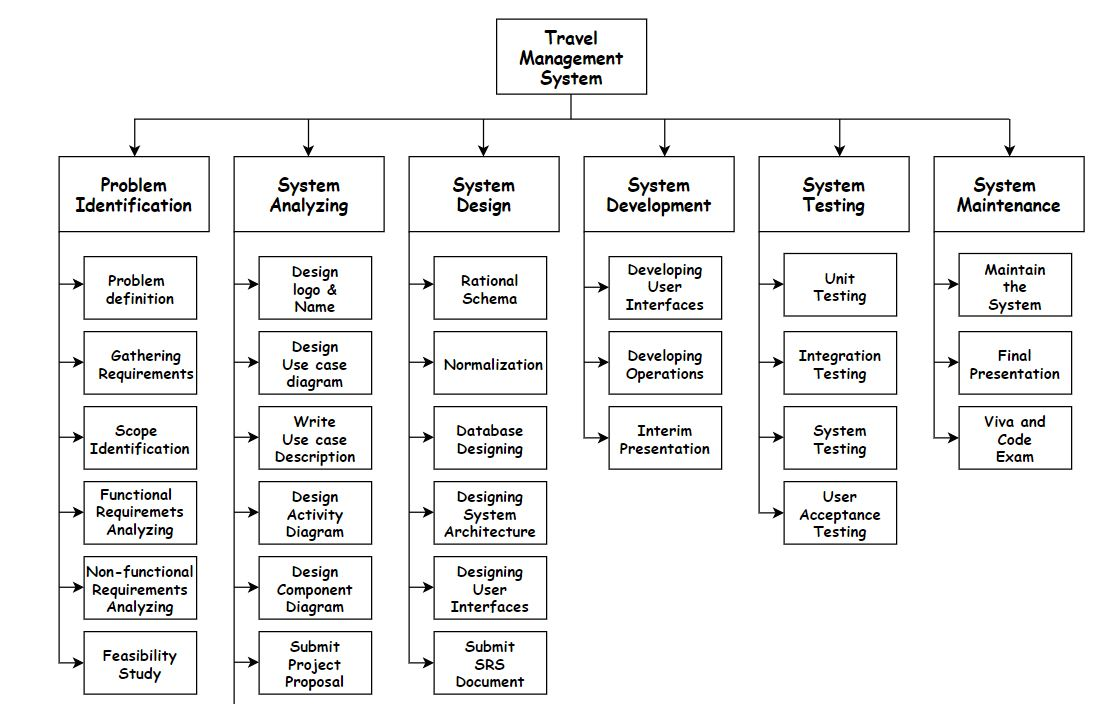 Travel
Management
System
Problem
Identification
System
Analyzing
System
Design
System
Development
System
Testing
System
Maintenance
Problem
definition
Gathering
Requirements
Scope
Identification
Functional
Requiremets
Analyzing
Non-functional
Requirements
Analyzing
Feasibility
Study
Design
logo &
Name
Design
Use case
diagram
Write
Use case
Description
Design
Activity
Diagram
Design
Component
Diagram
Submit
Project
Proposal
Rational
Schema
Normalization
Database
Designing
Designing
System
Architecture
Designing
User
Interfaces
Submit
SRS
Document
Developing
User
Interfaces
Developing
Operations
Interim
Presentation
Unit
Testing
Integration
Testing
System
Testing
User
Acceptance
Testing
Maintain
the
System
Final
Presentation
Viva and
Code
Exam